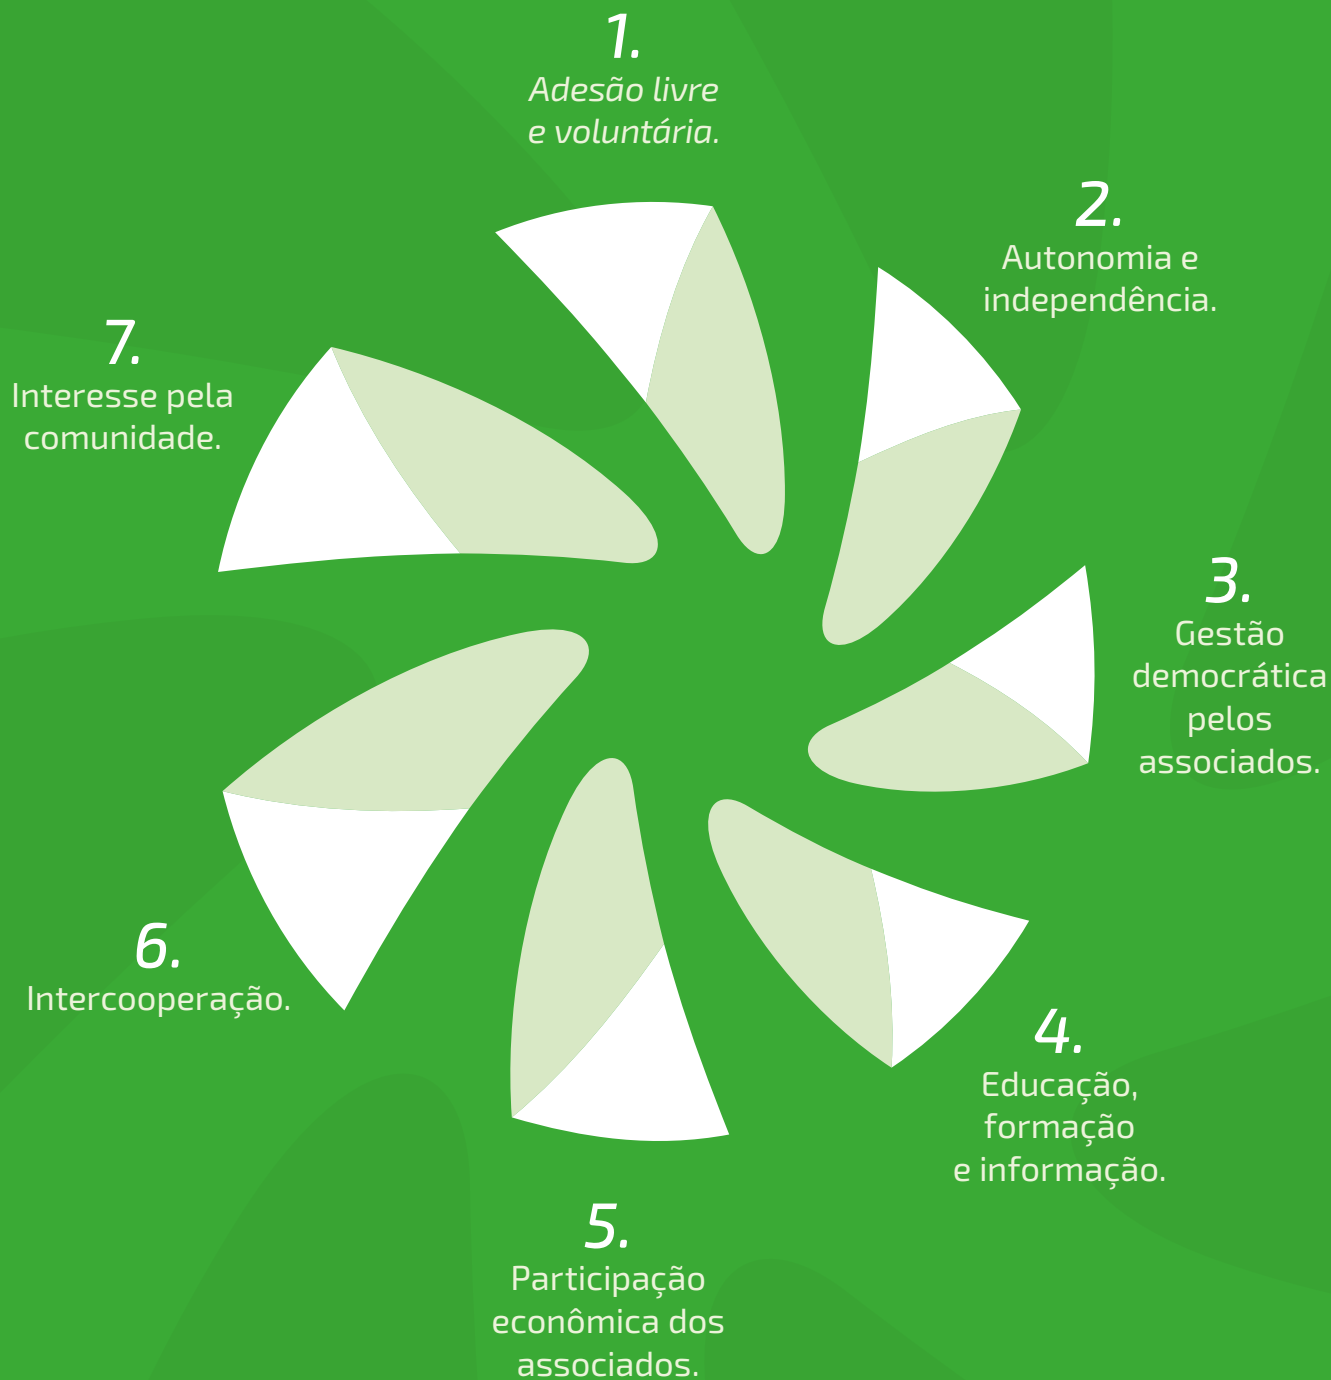 1.
Adesão livre
e voluntária.
2.
Autonomia e
independência.
3.
Gestão
democrática
pelos
associados.
4.
Educação,
formação
e informação.
5.
Participação
econômica dos
associados.
6.
Intercooperação.
7.
Interesse pela
comunidade.